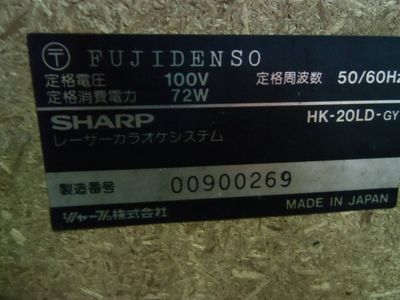 〒 FUJIDENSO
定格電圧 100V 定格周波数 50/60Hz
定格消費電力 72W
SHARP HK-20LD-GY
レーザーカラオケシステム
製造番号 00900269
MADE IN JAPAN
シャープ株式会社